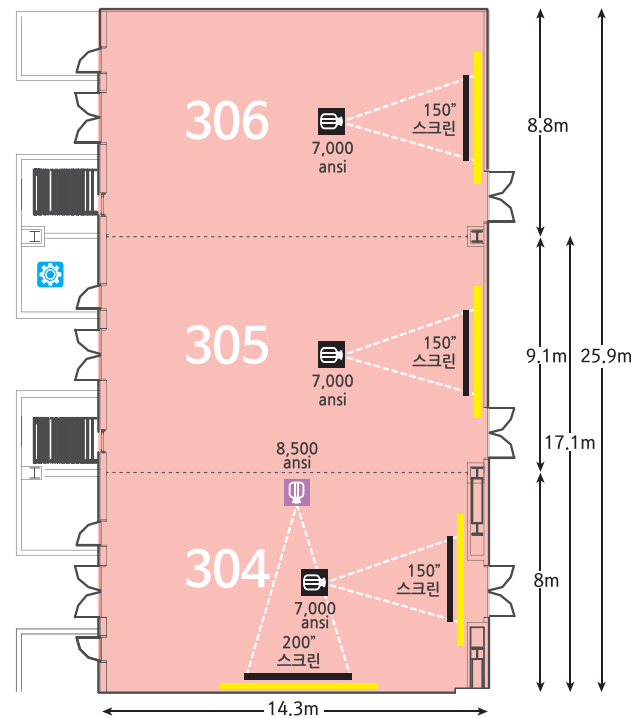 306
150”
스크린
7,000
ansi
8.8m
305
150”
스크린
7,000
ansi
9.1m
25.9m
17.1m
8,500
ansi
304
150”
스크린
7,000
ansi
200”
스크린
8m
14.3m